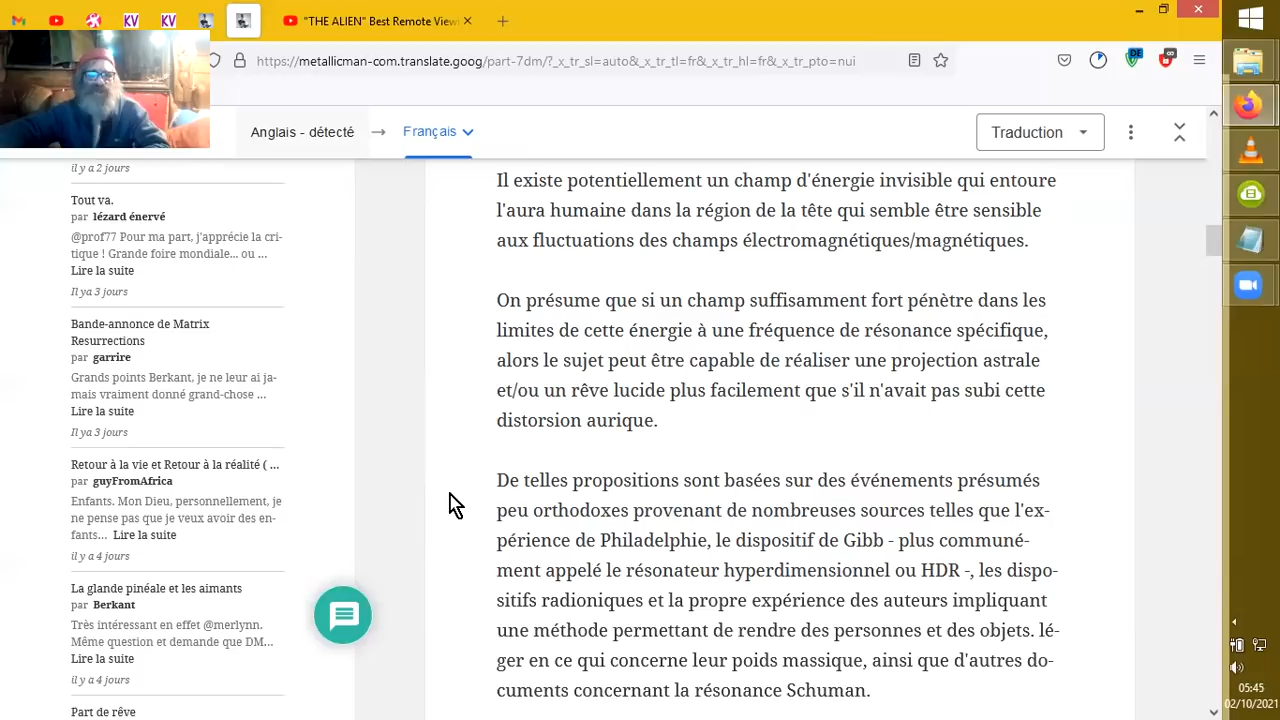 KV
KV
"THE ALIEN" Best Remote View
https://metallicman-com.translate.goog/part-7dm/?_x_tr_sl=auto&_x_tr_tl=fr&_x_tr_hl=fr&_x_tr_pto=nui
DE
Anglais - détecté
Français
Traduction
il y a 2 jours
Tout va.
par lézard énervé
@prof77 Pour ma part, j'apprécie la cri-
tique ! Grande foire mondiale... ou ...
Lire la suite
Il y a 3 jours
Bande-annonce de Matrix
Resurrections
par garrire
Grands points Berkant, je ne leur ai ja-
mais vraiment donné grand-chose ...
Lire la suite
Il y a 3 jours
Retour à la vie et Retour à la réalité ( ...
par guyFromAfrica
Enfants. Mon Dieu, personnellement, je
ne pense pas que je veux avoir des en-
fants... Lire la suite
il y a 4 jours
La glande pinéale et les aimants
par Berkant
Très intéressant en effet @merlynn.
Même question et demande que DM...
Lire la suite
il y a 4 jours
Part de rêve
Il existe potentiellement un champ d'énergie invisible qui entoure
l'aura humaine dans la région de la tête qui semble être sensible
aux fluctuations des champs électromagnétiques/magnétiques.
On présume que si un champ suffisamment fort pénètre dans les
limites de cette énergie à une fréquence de résonance spécifique,
alors le sujet peut être capable de réaliser une projection astrale
et/ou un rêve lucide plus facilement que s'il n'avait pas subi cette
distorsion aurique.
De telles propositions sont basées sur des événements présumés
peu orthodoxes provenant de nombreuses sources telles que l'ex-
périence de Philadelphie, le dispositif de Gibb - plus communé-
ment appelé le résonateur hyperdimensionnel ou HDR -, les dispo-
sitifs radioniques et la propre expérience des auteurs impliquant
une méthode permettant de rendre des personnes et des objets. lé-
ger en ce qui concerne leur poids massique, ainsi que d'autres do-
cuments concernant la résonance Schuman.
05:45
02/10/2021